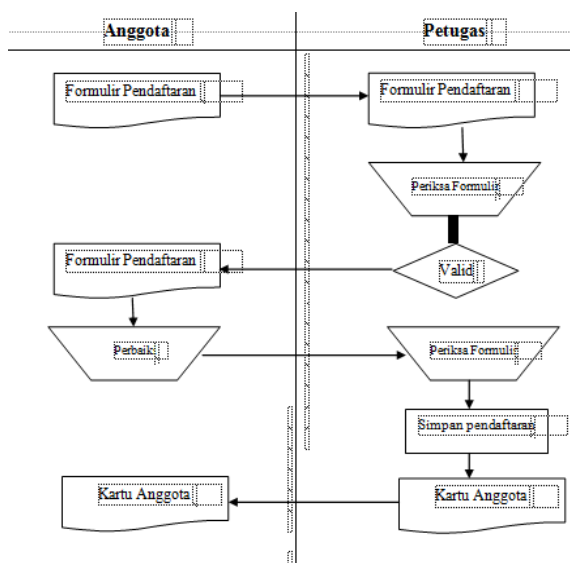 Anggota
Petugas
Formulir Pendaftaran
Formulir Pendaftaran
Periksa Formulir
Formulir Pendaftaran
Valid
Perbaiki
Periksa Formulir
Simpan pendaftaran
Kartu Anggota
Kartu Anggota